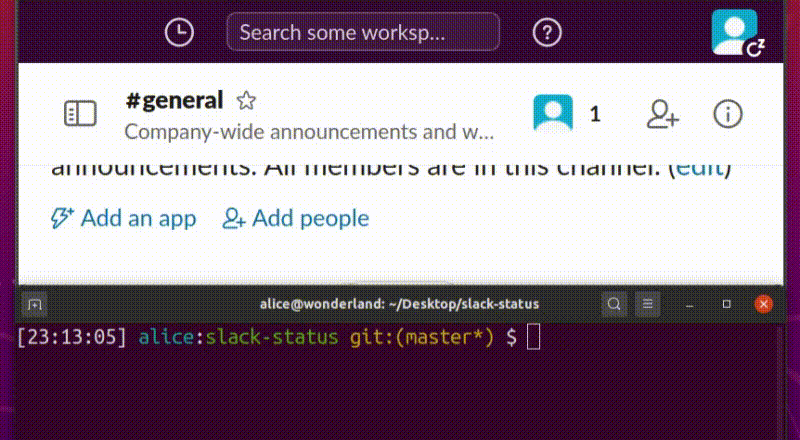 Search some worksp...
#general
1
Company-wide announcements and w...
announcements. All members are in this channel. (edit)
Add an app
Add people
alice@wonderland: ~/Desktop/slack-status
[23:13:05] alice:slack-status git:(master*) $